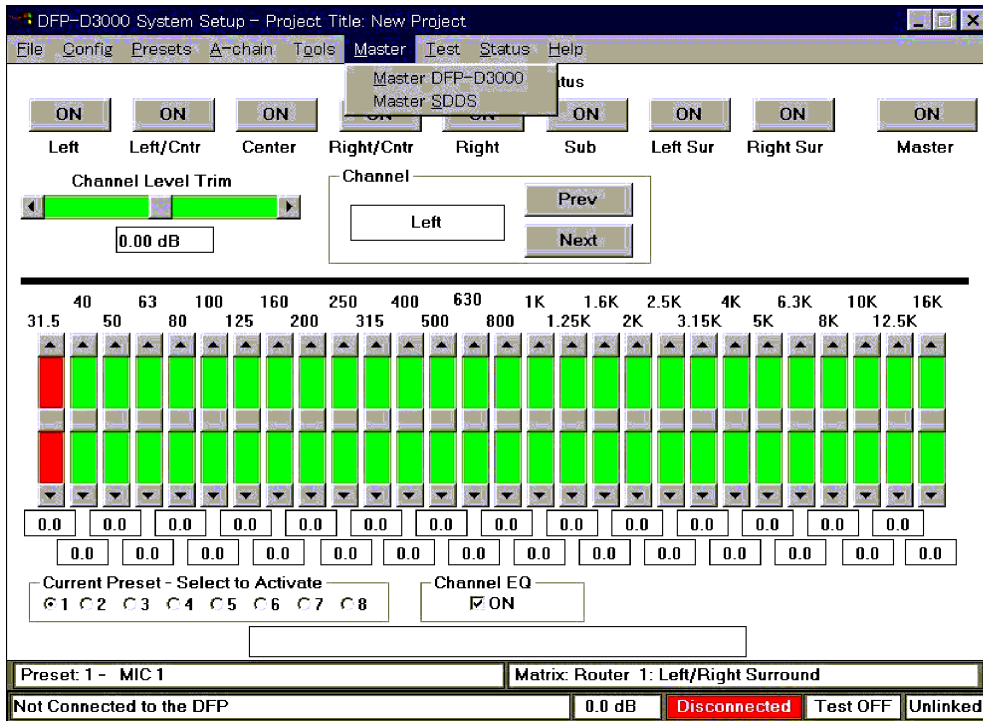 DFP-D3000 System Setup - Project Title: New Project
File Config Presets A-chain Tools Master Test Status Help
Master DFP-D3000
Master SDDS
ON ON ON ON ON ON ON
Left Left/Cntr Center Right/Cntr Right Sub Left Sur Right Sur Master
Channel Level Trim
0.00 dB
Channel
Left
Prev
Next
40 63 100 160 250 400 630 1K 1.6K 2.5K 4K 6.3K 10K 16K
31.5 50 80 125 200 315 500 800 1.25K 2K 3.15K 5K 8K 12.5K
0.0 0.0 0.0 0.0 0.0 0.0 0.0 0.0 0.0 0.0 0.0 0.0 0.0 0.0
0.0 0.0 0.0 0.0 0.0 0.0 0.0 0.0 0.0 0.0 0.0 0.0 0.0 0.0
Current Preset - Select to Activate
1 2 3 4 5 6 7 8
Channel EQ
ON
Preset: 1 - MIC 1
Matrix: Router 1: Left/Right Surround
Not Connected to the DFP
0.0 dB
Disconnected
Test OFF
Unlinked